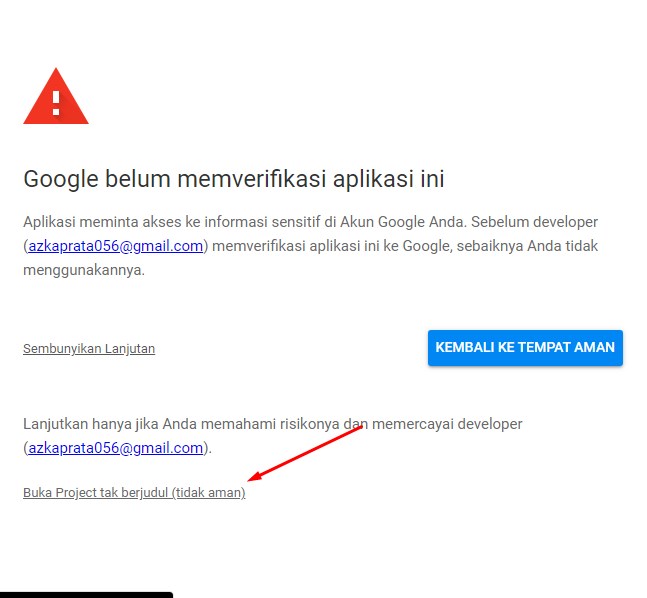 Google belum memverifikasi aplikasi ini
Aplikasi meminta akses ke informasi sensitif di Akun Google Anda. Sebelum developer
(azkaprata056@gmail.com) memverifikasi aplikasi ini ke Google, sebaiknya Anda tidak
menggunakannya.
Sembunyikan Lanjutan
KEMBALI KE TEMPAT AMAN
Lanjutkan hanya jika Anda memahami risikonya dan memercayai developer
(azkaprata056@gmail.com).
Buka Project tak berjudul (tidak aman)